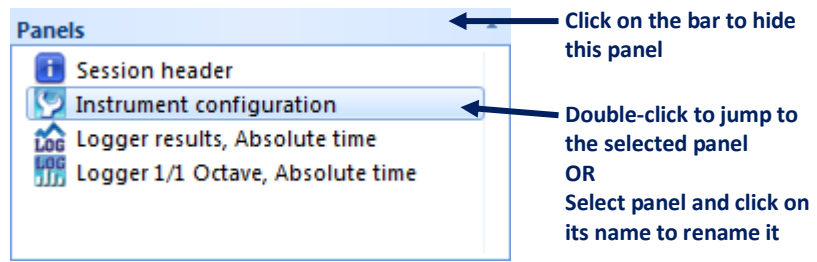 Panels
Session header
Instrument configuration
LOG Logger results, Absolute time
LOG Logger 1/1 Octave, Absolute time
Click on the bar to hide
this panel
Double-click to jump to
the selected panel
OR
Select panel and click on
its name to rename it